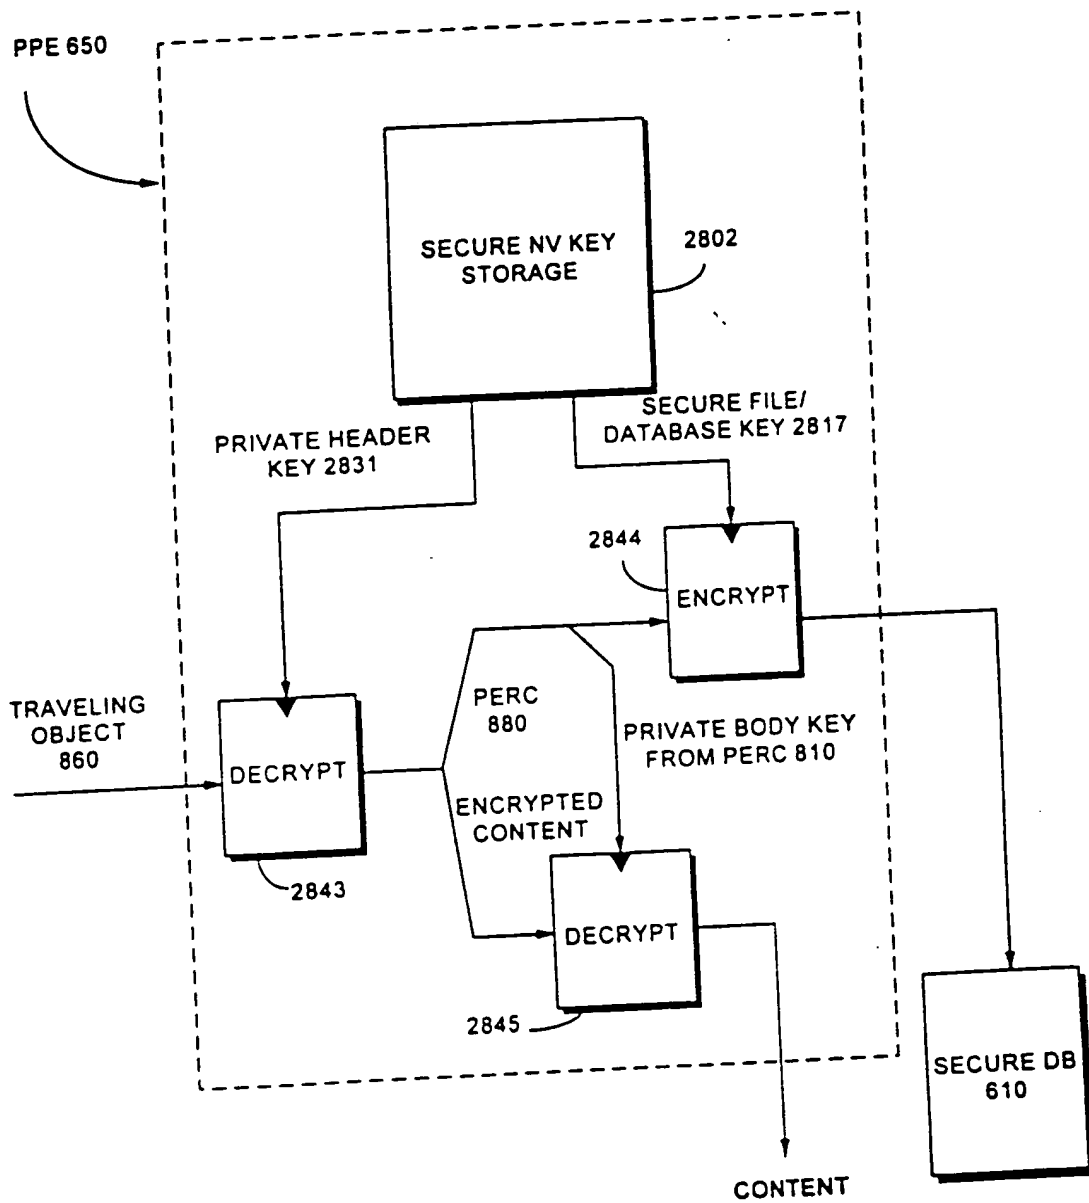 PPE 650
SECURE NV KEY
STORAGE
2802
PRIVATE HEADER
KEY 2831
SECURE FILE/
DATABASE KEY 2817
2844
ENCRYPT
TRAVELING
OBJECT
860
DECRYPT
2843
PERC
880
PRIVATE BODY KEY
FROM PERC 810
ENCRYPTED
CONTENT
DECRYPT
2845
SECURE DB
610
CONTENT